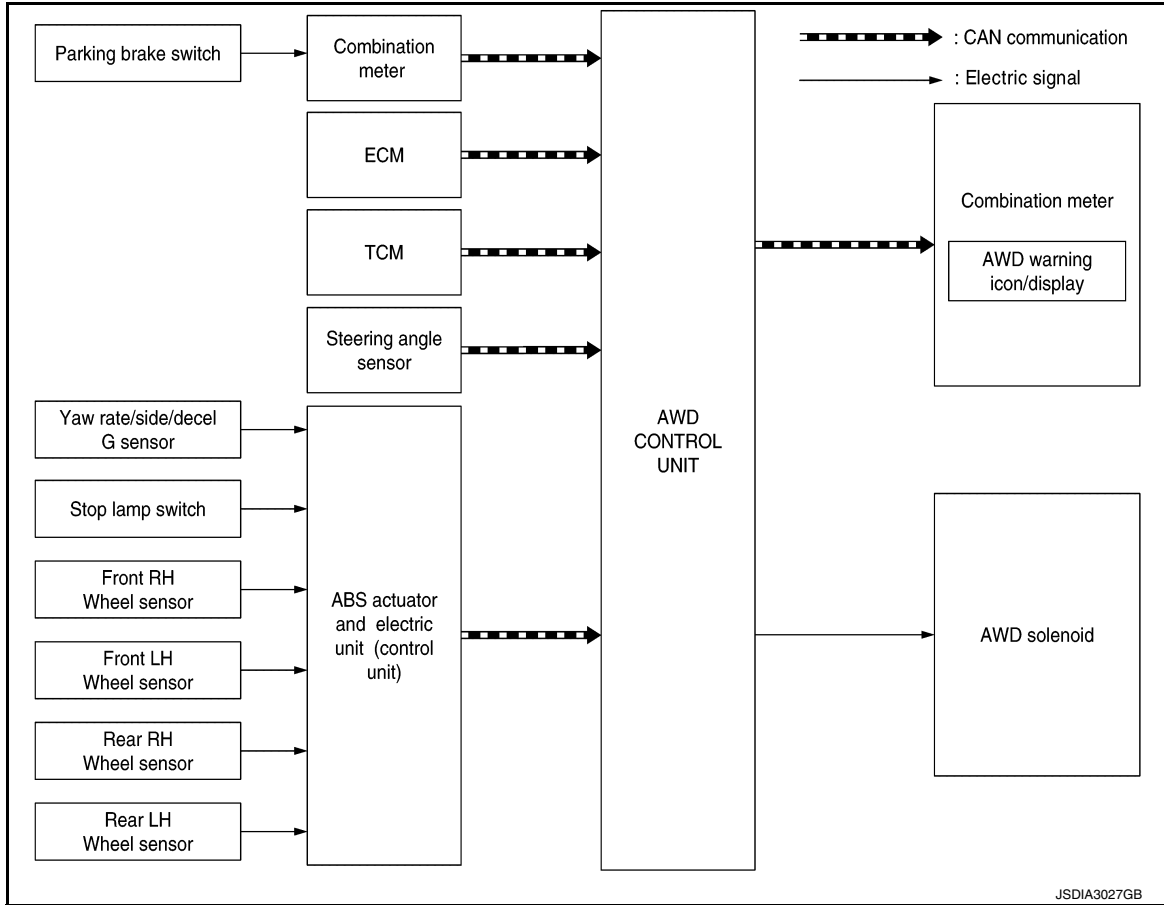 Parking brake switch
Combination
meter
: CAN communication
: Electric signal
ECM
TCM
Steering angle
sensor
Yaw rate/side/decel
G sensor
Stop lamp switch
Front RH
Wheel sensor
Front LH
Wheel sensor
Rear RH
Wheel sensor
Rear LH
Wheel sensor
ABS actuator
and electric
unit (control
unit)
AWD
CONTROL
UNIT
Combination meter
AWD warning
icon/display
AWD solenoid
JSDIA3027GB